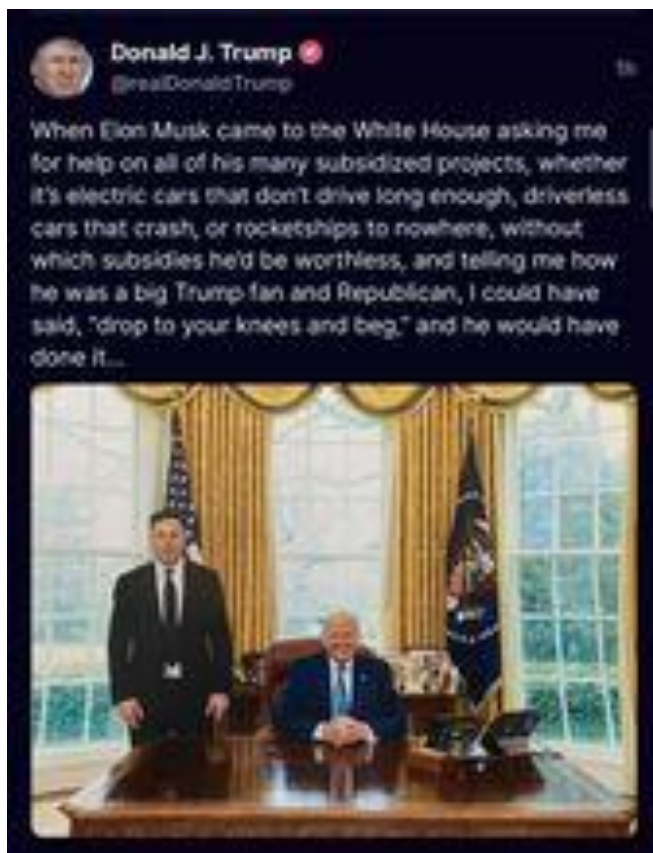 Donald J. Trump
@realDonaldTrump
1h
When Elon Musk came to the White House asking me
for help on all of his many subsidized projects, whether
it's electric cars that don't drive long enough, driverless
cars that crash, or rocketships to nowhere, without
which subsidies he'd be worthless, and telling me how
he was a big Trump fan and Republican, I could have
said, "drop to your knees and beg," and he would have
done it...